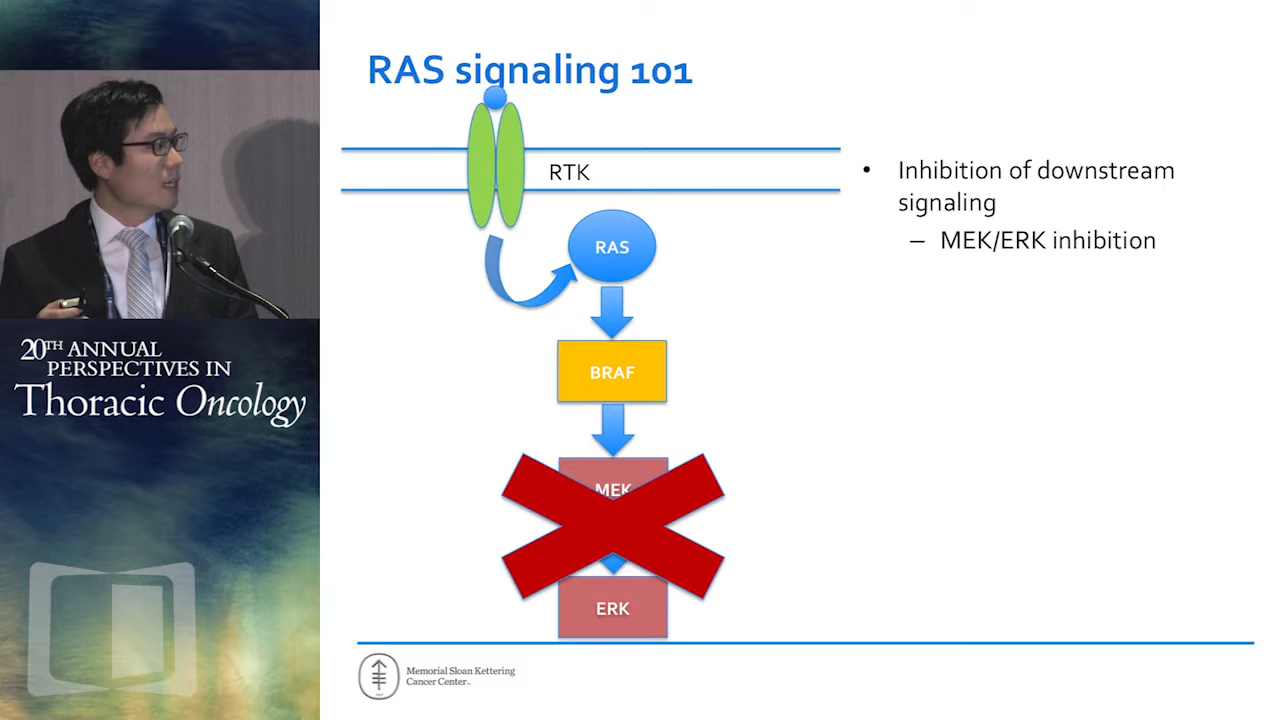 RAS signaling 101
RTK
RAS
BRAF
MEK
ERK
• Inhibition of downstream
signaling
– MEK/ERK inhibition
20TH ANNUAL
PERSPECTIVES IN
Thoracic Oncology
Memorial Sloan Kettering
Cancer Center